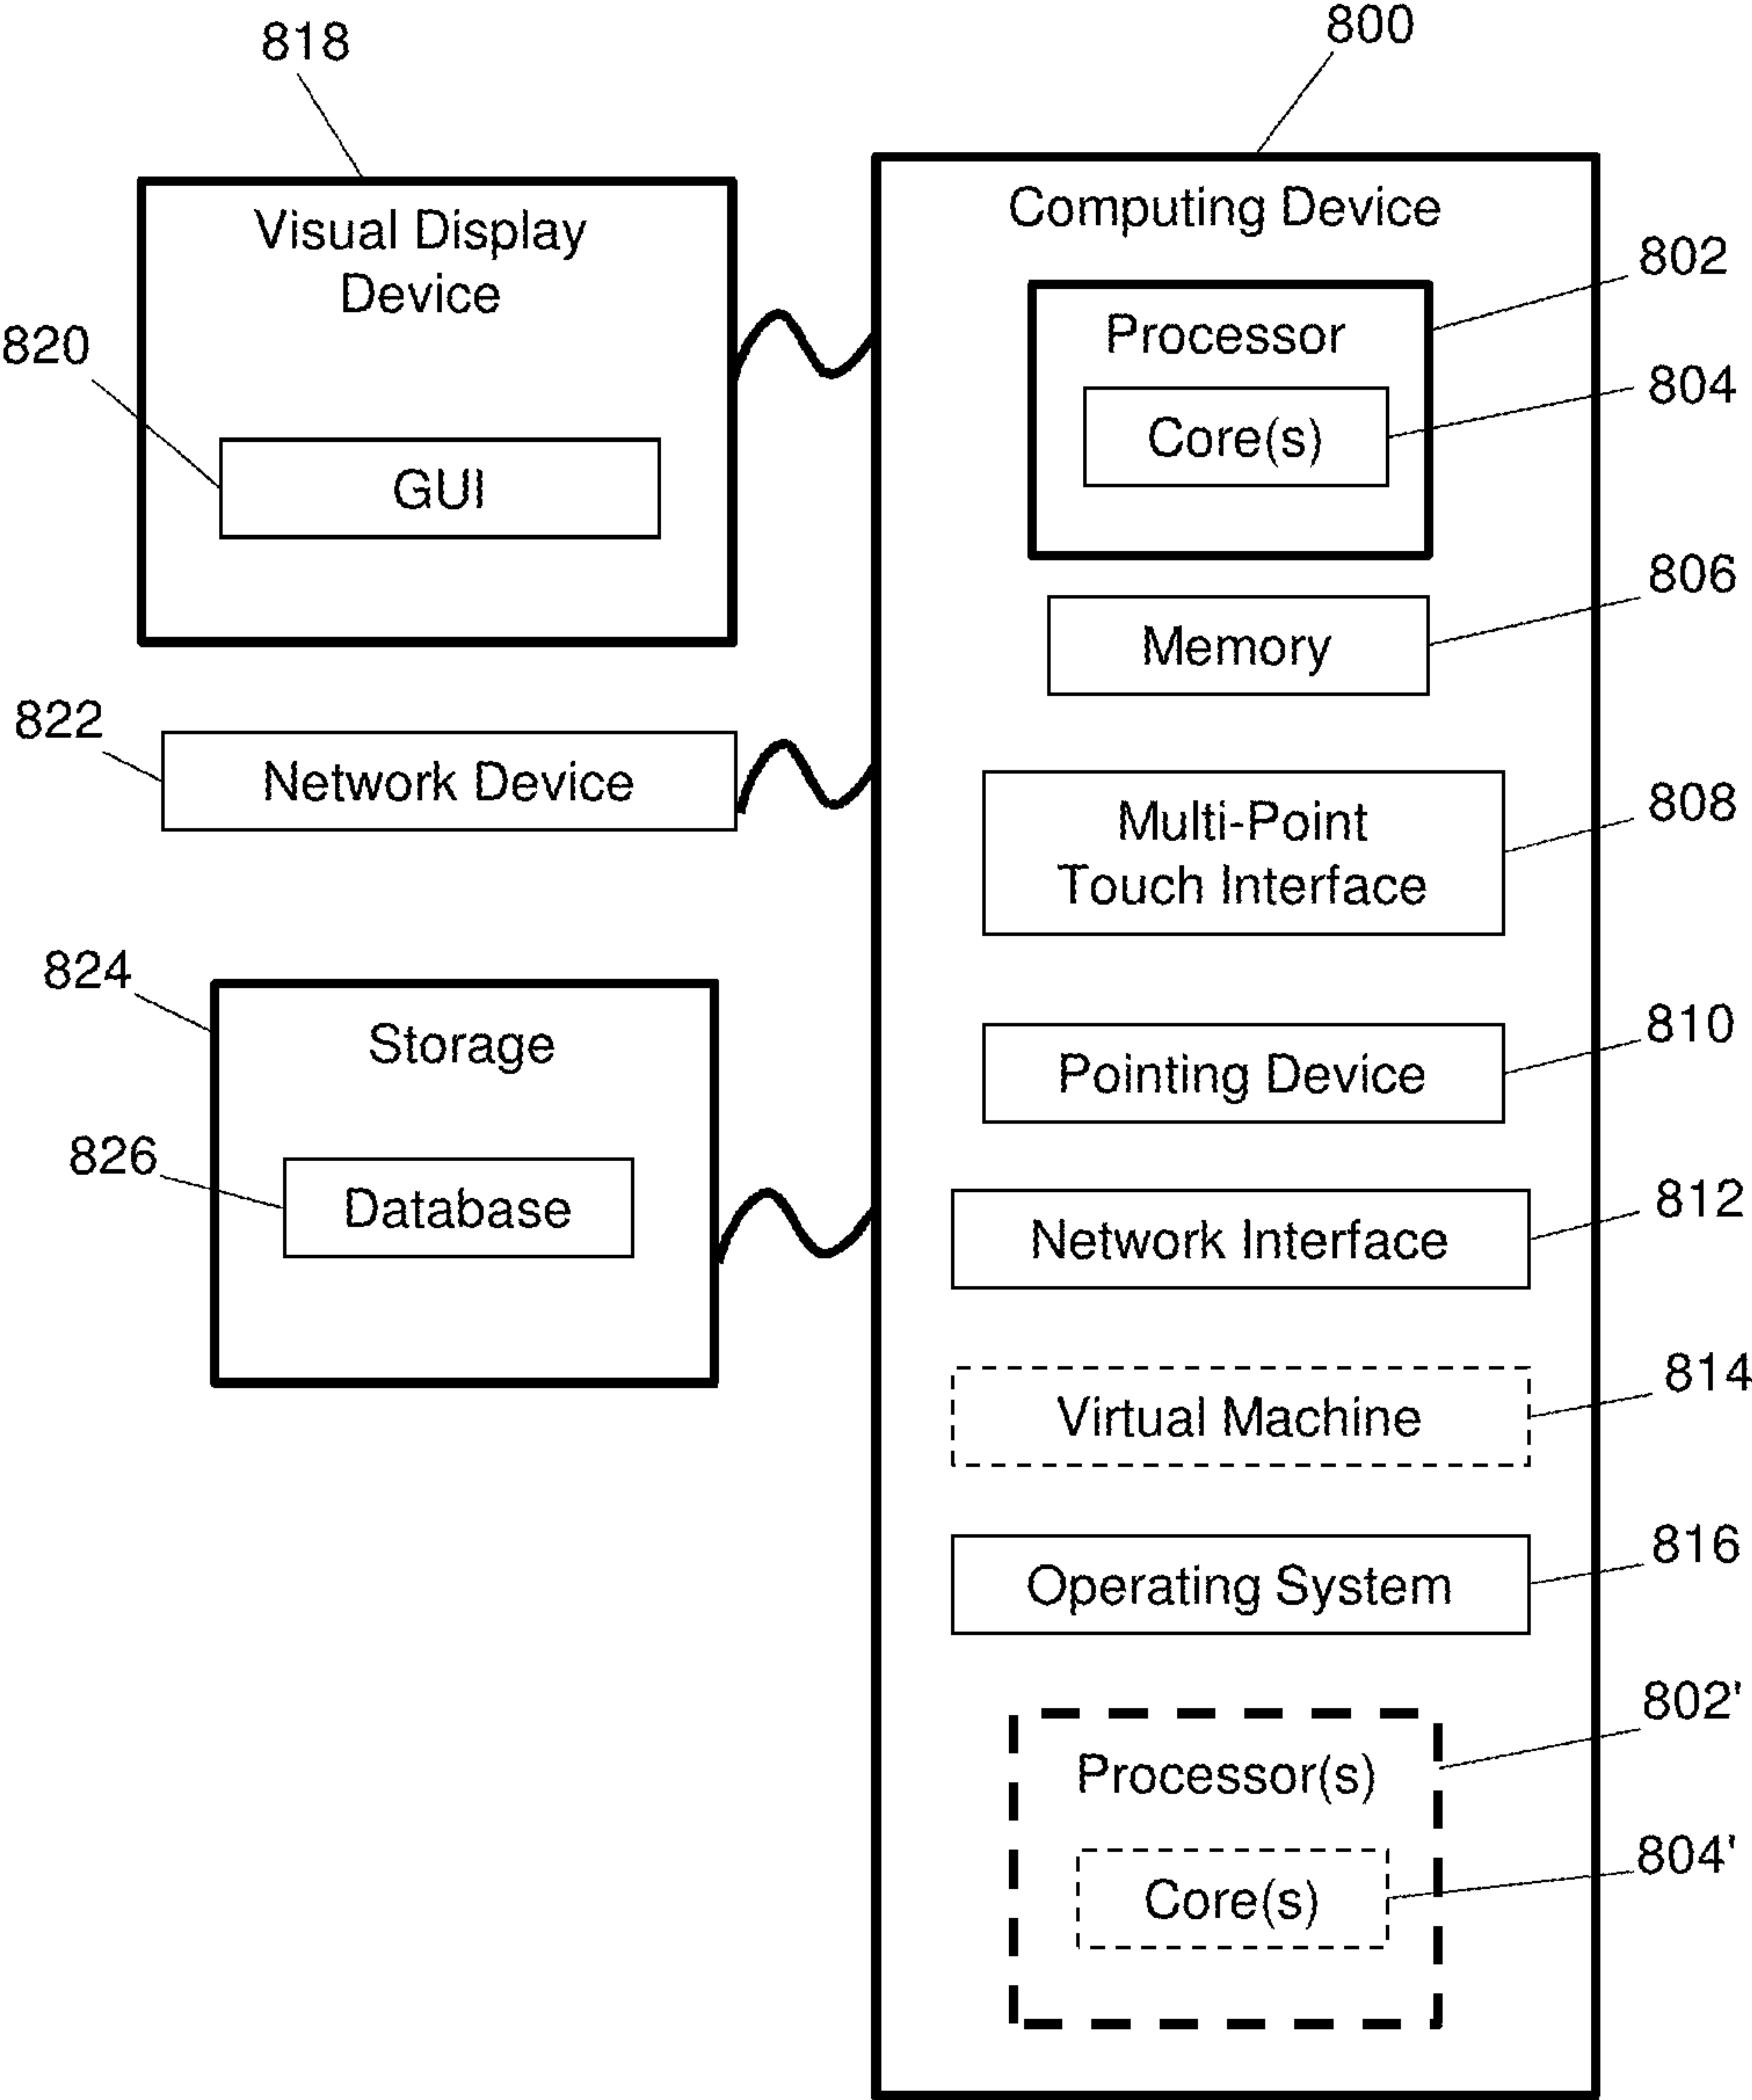 818
800
Visual Display
Device
820
GUI
822
Network Device
824
Storage
826
Database
Computing Device
802
Processor
804
Core(s)
806
Memory
808
Multi-Point
Touch Interface
810
Pointing Device
812
Network Interface
814
Virtual Machine
816
Operating System
802'
Processor(s)
804'
Core(s)